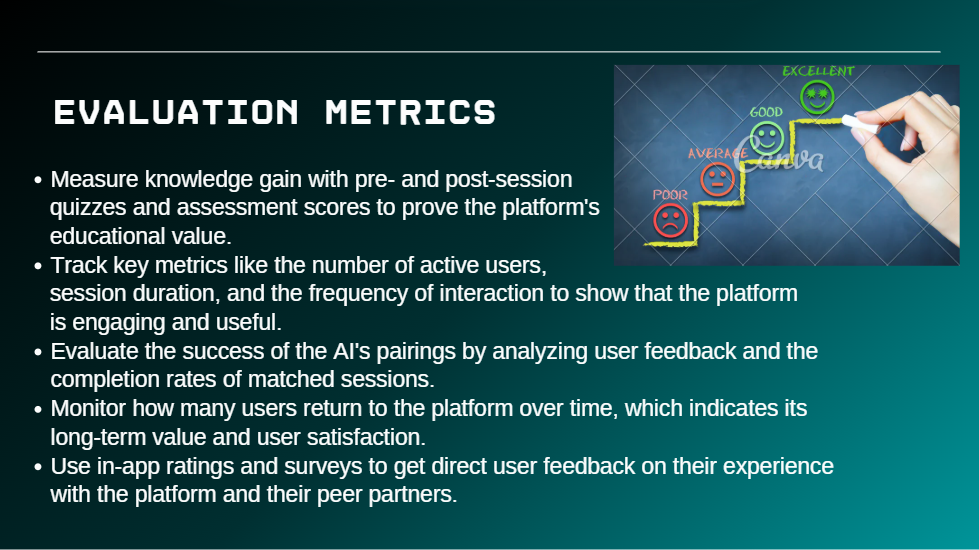 EVALUATION METRICS
• Measure knowledge gain with pre- and post-session
quizzes and assessment scores to prove the platform's
educational value.
• Track key metrics like the number of active users,
session duration, and the frequency of interaction to show that the platform
is engaging and useful.
• Evaluate the success of the AI's pairings by analyzing user feedback and the
completion rates of matched sessions.
• Monitor how many users return to the platform over time, which indicates its
long-term value and user satisfaction.
• Use in-app ratings and surveys to get direct user feedback on their experience
with the platform and their peer partners.
EXCELLENT
GOOD
AVERAGE
POOR
Canva